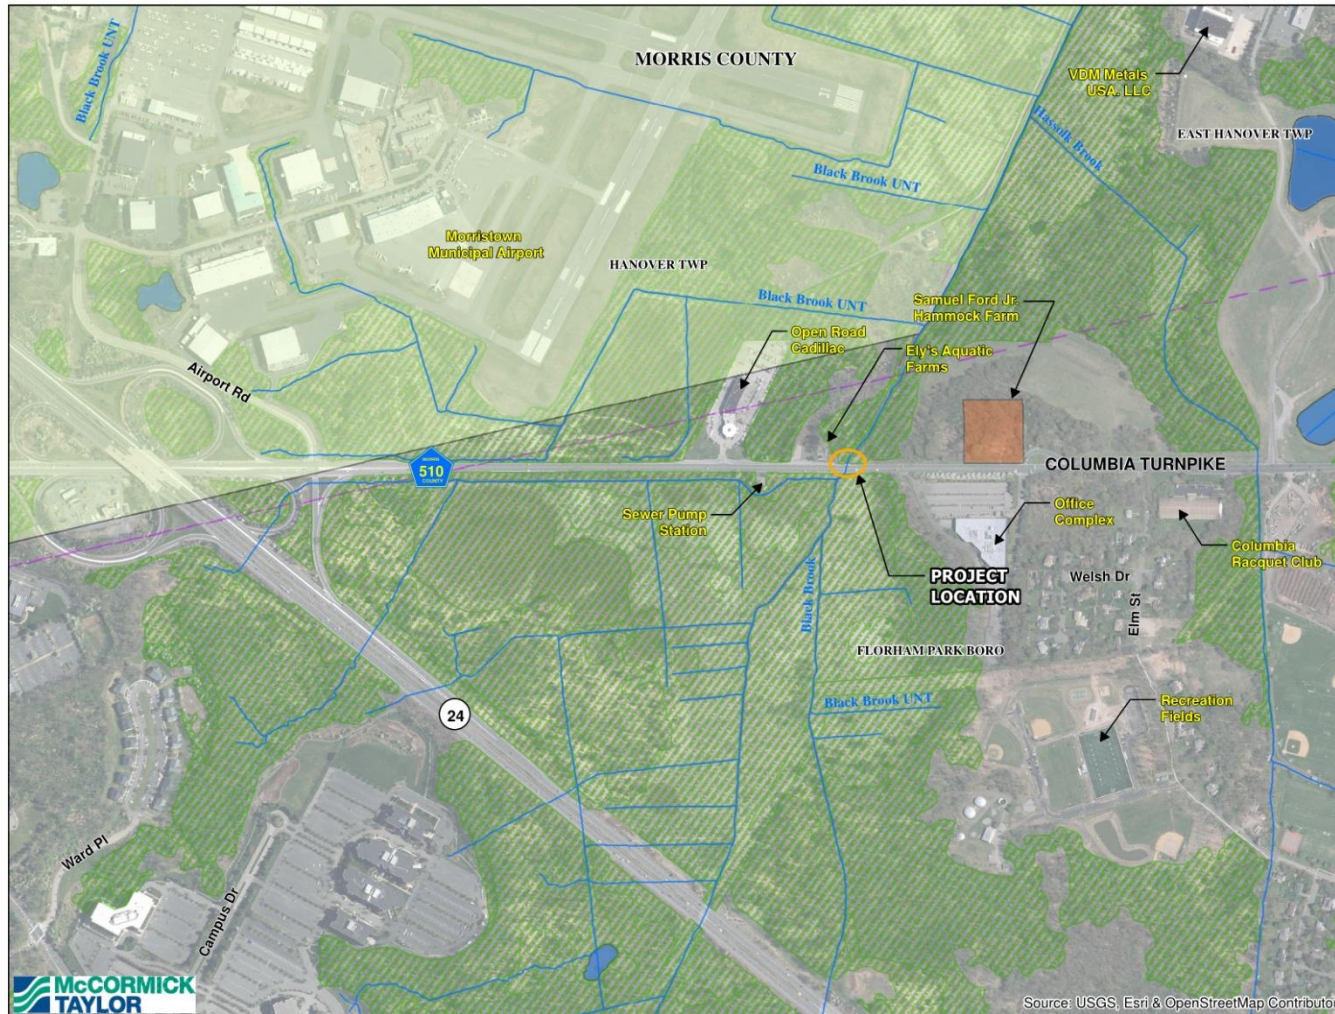 Black Brook UNT
MORRIS COUNTY
VDM Metals
USA. LLC
Hassolk Brook
EAST HANOVER TWP
Black Brook UNT
Morristown
Municipal Airport
HANOVER TWP
Black Brook UNT
Samuel Ford Jr.
Hammock Farm
Open Road
Cadillac
Ely's Aquatic
Farms
Airport Rd
MORRIS
510
COUNTY
COLUMBIA TURNPIKE
Sewer Pump
Station
Office
Complex
Columbia
Racquet Club
PROJECT
LOCATION
Welsh Dr
Elm St
Black Brook
FLORHAM PARK BORO
Black Brook UNT
24
Recreation
Fields
Ward Pl
Campus Dr
McCORMICK
TAYLOR
Source: USGS, Esri & OpenStreetMap Contributor